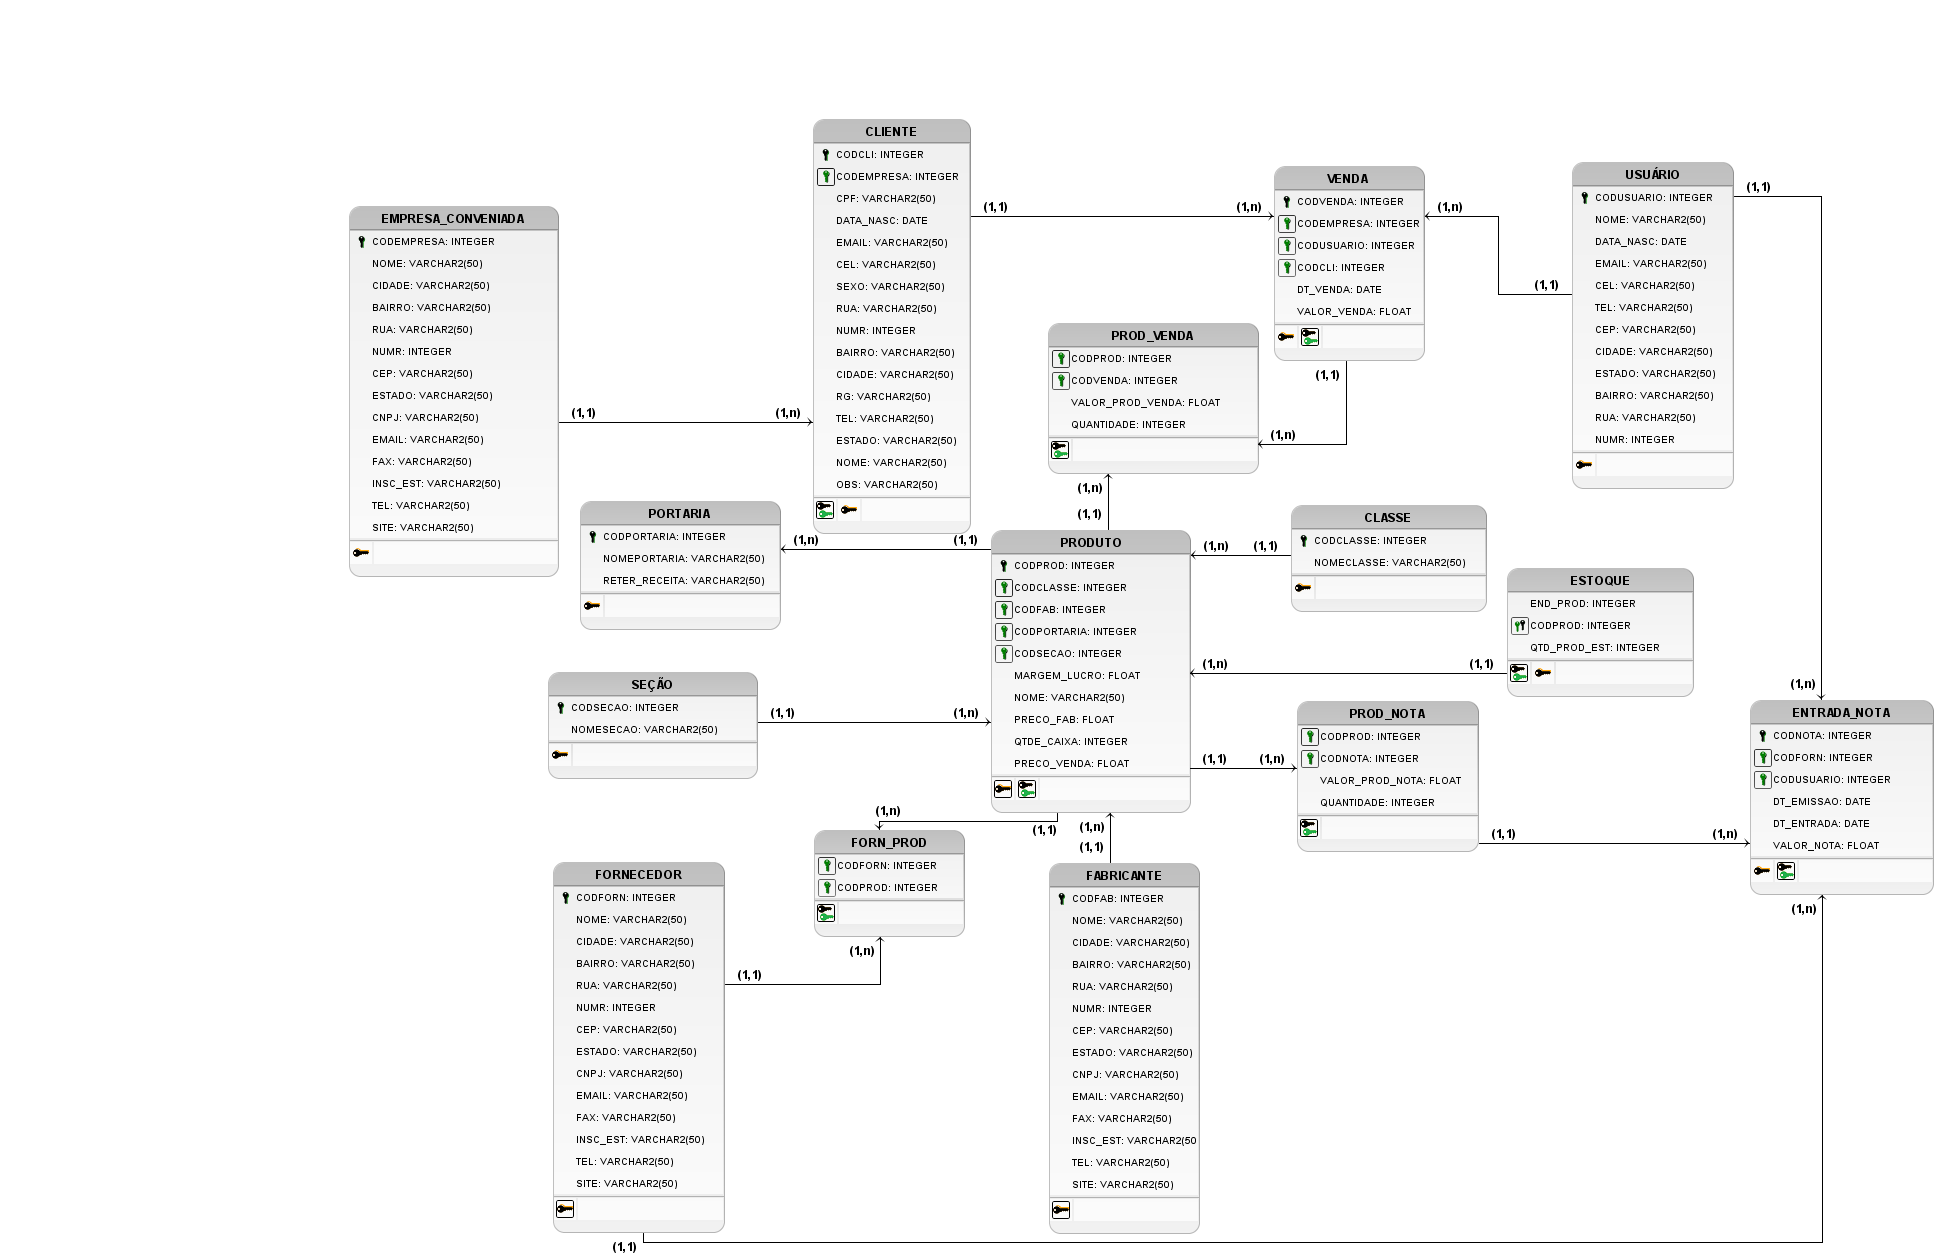 CLIENTE
CODCLI: INTEGER
CODEMPRESA: INTEGER
CPF: VARCHAR2(50)
DATA_NASC: DATE
EMAIL: VARCHAR2(50)
CEL: VARCHAR2(50)
SEXO: VARCHAR2(50)
RUA: VARCHAR2(50)
NUMR: INTEGER
BAIRRO: VARCHAR2(50)
CIDADE: VARCHAR2(50)
RG: VARCHAR2(50)
TEL: VARCHAR2(50)
ESTADO: VARCHAR2(50)
NOME: VARCHAR2(50)
OBS: VARCHAR2(50)
(1,1)
(1,n)
VENDA
CODVENDA: INTEGER
CODEMPRESA: INTEGER
CODUSUARIO: INTEGER
CODCLI: INTEGER
DT_VENDA: DATE
VALOR_VENDA: FLOAT
(1,n)
(1,1)
USUÁRIO
CODUSUARIO: INTEGER
NOME: VARCHAR2(50)
DATA_NASC: DATE
EMAIL: VARCHAR2(50)
CEL: VARCHAR2(50)
TEL: VARCHAR2(50)
CEP: VARCHAR2(50)
CIDADE: VARCHAR2(50)
ESTADO: VARCHAR2(50)
BAIRRO: VARCHAR2(50)
RUA: VARCHAR2(50)
NUMR: INTEGER
(1,1)
(1,n)
EMPRESA_CONVENIADA
CODEMPRESA: INTEGER
NOME: VARCHAR2(50)
CIDADE: VARCHAR2(50)
BAIRRO: VARCHAR2(50)
RUA: VARCHAR2(50)
NUMR: INTEGER
CEP: VARCHAR2(50)
ESTADO: VARCHAR2(50)
CNPJ: VARCHAR2(50)
EMAIL: VARCHAR2(50)
FAX: VARCHAR2(50)
INSC_EST: VARCHAR2(50)
TEL: VARCHAR2(50)
SITE: VARCHAR2(50)
(1,1)
(1,n)
PROD_VENDA
CODPROD: INTEGER
CODVENDA: INTEGER
VALOR_PROD_VENDA: FLOAT
QUANTIDADE: INTEGER
(1,1)
(1,n)
(1,n)
(1,1)
PORTARIA
CODPORTARIA: INTEGER
NOMEPORTARIA: VARCHAR2(50)
RETER_RECEITA: VARCHAR2(50)
(1,n)
(1,1)
PRODUTO
CODPROD: INTEGER
CODCLASSE: INTEGER
CODFAB: INTEGER
CODPORTARIA: INTEGER
CODSECAO: INTEGER
MARGEM_LUCRO: FLOAT
NOME: VARCHAR2(50)
PRECO_FAB: FLOAT
QTDE_CAIXA: INTEGER
PRECO_VENDA: FLOAT
(1,n)
(1,1)
CLASSE
CODCLASSE: INTEGER
NOMECLASSE: VARCHAR2(50)
ESTOQUE
END_PROD: INTEGER
CODPROD: INTEGER
QTD_PROD_EST: INTEGER
(1,n)
(1,1)
SEÇÃO
CODSECAO: INTEGER
NOMESECAO: VARCHAR2(50)
(1,1)
(1,n)
PROD_NOTA
CODPROD: INTEGER
CODNOTA: INTEGER
VALOR_PROD_NOTA: FLOAT
QUANTIDADE: INTEGER
(1,1)
(1,n)
(1,1)
(1,n)
ENTRADA_NOTA
CODNOTA: INTEGER
CODFORN: INTEGER
CODUSUARIO: INTEGER
DT_EMISSAO: DATE
DT_ENTRADA: DATE
VALOR_NOTA: FLOAT
(1,n)
(1,n)
(1,1)
FORN_PROD
CODFORN: INTEGER
CODPROD: INTEGER
(1,n)
(1,1)
(1,n)
(1,1)
FORNECEDOR
CODFORN: INTEGER
NOME: VARCHAR2(50)
CIDADE: VARCHAR2(50)
BAIRRO: VARCHAR2(50)
RUA: VARCHAR2(50)
NUMR: INTEGER
CEP: VARCHAR2(50)
ESTADO: VARCHAR2(50)
CNPJ: VARCHAR2(50)
EMAIL: VARCHAR2(50)
FAX: VARCHAR2(50)
INSC_EST: VARCHAR2(50)
TEL: VARCHAR2(50)
SITE: VARCHAR2(50)
(1,1)
FABRICANTE
CODFAB: INTEGER
NOME: VARCHAR2(50)
CIDADE: VARCHAR2(50)
BAIRRO: VARCHAR2(50)
RUA: VARCHAR2(50)
NUMR: INTEGER
CEP: VARCHAR2(50)
ESTADO: VARCHAR2(50)
CNPJ: VARCHAR2(50)
EMAIL: VARCHAR2(50)
FAX: VARCHAR2(50)
INSC_EST: VARCHAR2(50
TEL: VARCHAR2(50)
SITE: VARCHAR2(50)